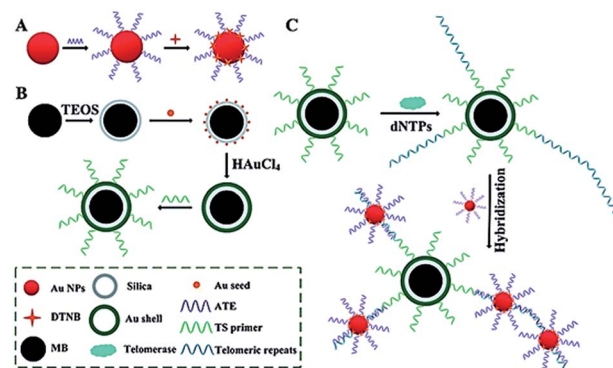 A
B
TEOS
HAuCl₄
C
dNTPs
Hybridization
Au NPs
Silica
Au seed
DTNB
Au shell
ATE
TS primer
MB
Telomerase
Telomeric repeats